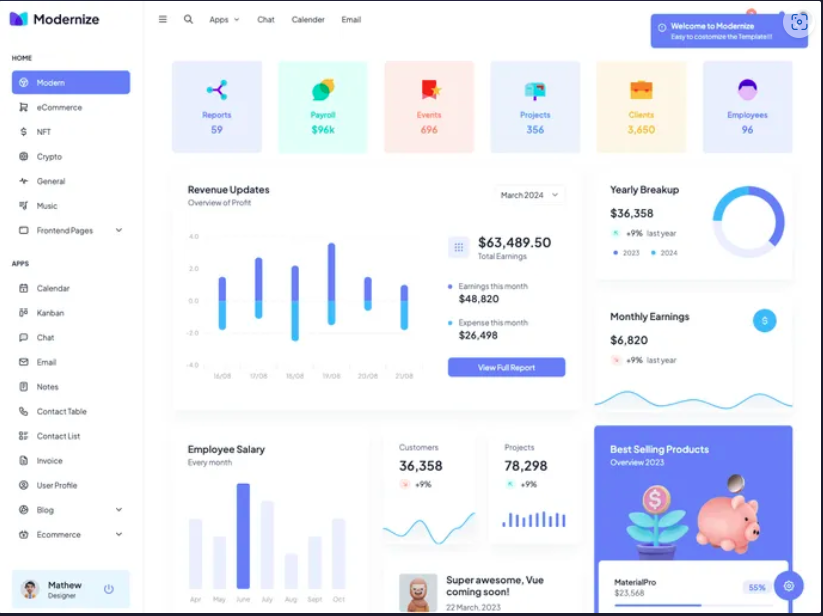 Modernize
Apps
Chat
Calender
Email
Welcome to Modernize
Easy to costomize the Template!!!
HOME
Modern
eCommerce
NFT
Crypto
General
Music
Frontend Pages
APPS
Calendar
Kanban
Chat
Email
Notes
Contact Table
Contact List
Invoice
User Profile
Blog
Ecommerce
Mathew
Designer
Reports
59
Payroll
$96k
Events
696
Projects
356
Clients
3,650
Employees
96
Revenue Updates
Overview of Profit
March 2024
4.0
2.0
0.0
-2.0
-4.0
16/08 17/08 18/08 19/08 20/08 21/08
$63,489.50
Total Earnings
Earnings this month
$48,820
Expense this month
$26,498
View Full Report
Yearly Breakup
$36,358
+9% last year
2023 2024
Monthly Earnings
$6,820
+9% last year
Employee Salary
Every month
Apr May June July Aug Sept Oct
Customers
36,358
+9%
Projects
78,298
+9%
Super awesome, Vue
coming soon!
22 March, 2023
Best Selling Products
Overview 2023
MaterialPro
$23,568
55%